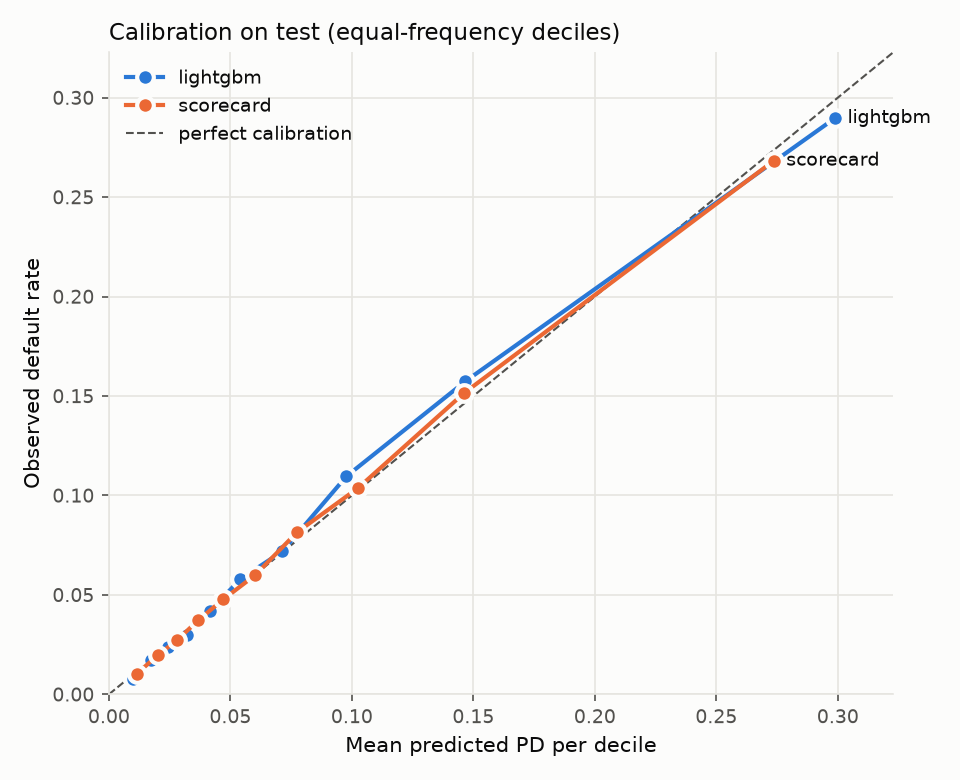 Calibration on test (equal-frequency deciles)
lightgbm
scorecard
perfect calibration
lightgbm
scorecard
Observed default rate
0.30
0.25
0.20
0.15
0.10
0.05
0.00
0.00 0.05 0.10 0.15 0.20 0.25 0.30
Mean predicted PD per decile